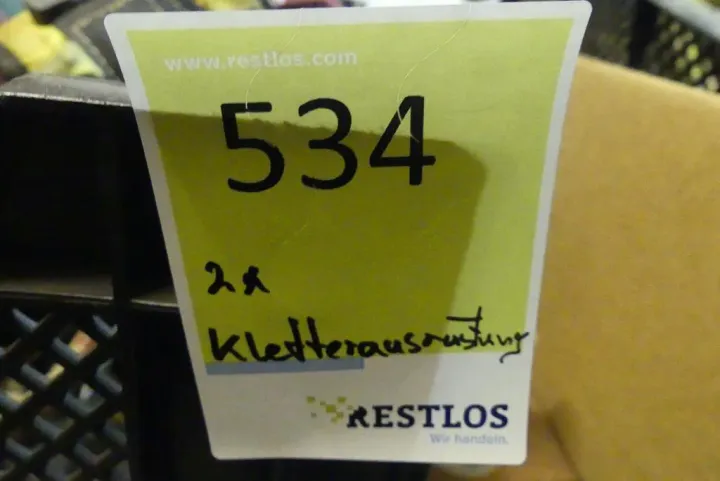 www.restlos.com
534
2x
Kletterausrüstung
RESTLOS
Wir handeln.